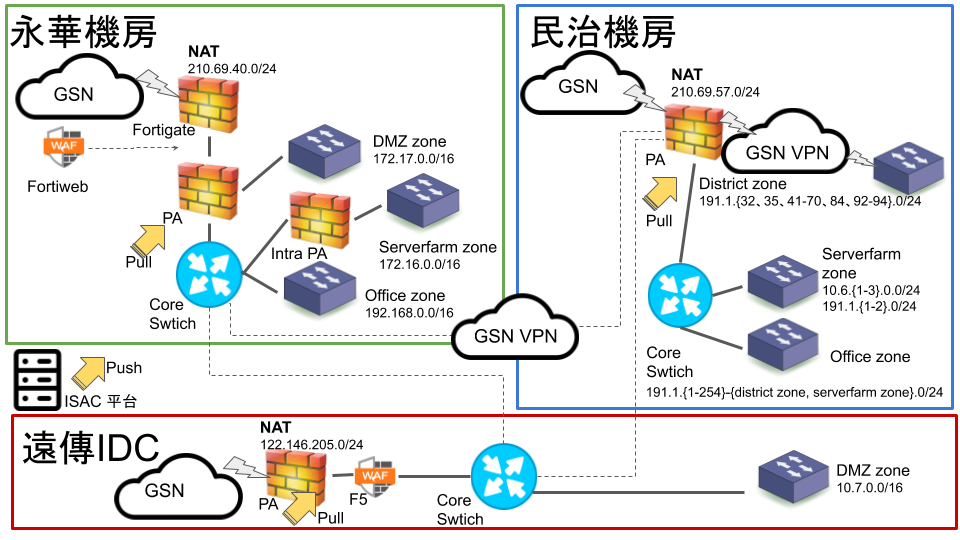 永華機房
NAT
210.69.40.0/24
GSN
Fortigate
WAF
Fortiweb
DMZ zone
172.17.0.0/16
PA
Pull
Intra PA
Serverfarm zone
172.16.0.0/16
Core
Swtich
Office zone
192.168.0.0/16
GSN VPN
民治機房
NAT
210.69.57.0/24
GSN
PA
GSN VPN
Pull
District zone
191.1.{32、35、41-70、84、92-94}.0/24
Serverfarm
zone
10.6.{1-3}.0.0/24
191.1.{1-2}.0/24
Core
Swtich
Office zone
191.1.{1-254}-{district zone, serverfarm zone}.0/24
Push
ISAC 平台
遠傳IDC
NAT
122.146.205.0/24
GSN
PA
Pull
WAF
F5
Core
Swtich
DMZ zone
10.7.0.0/16